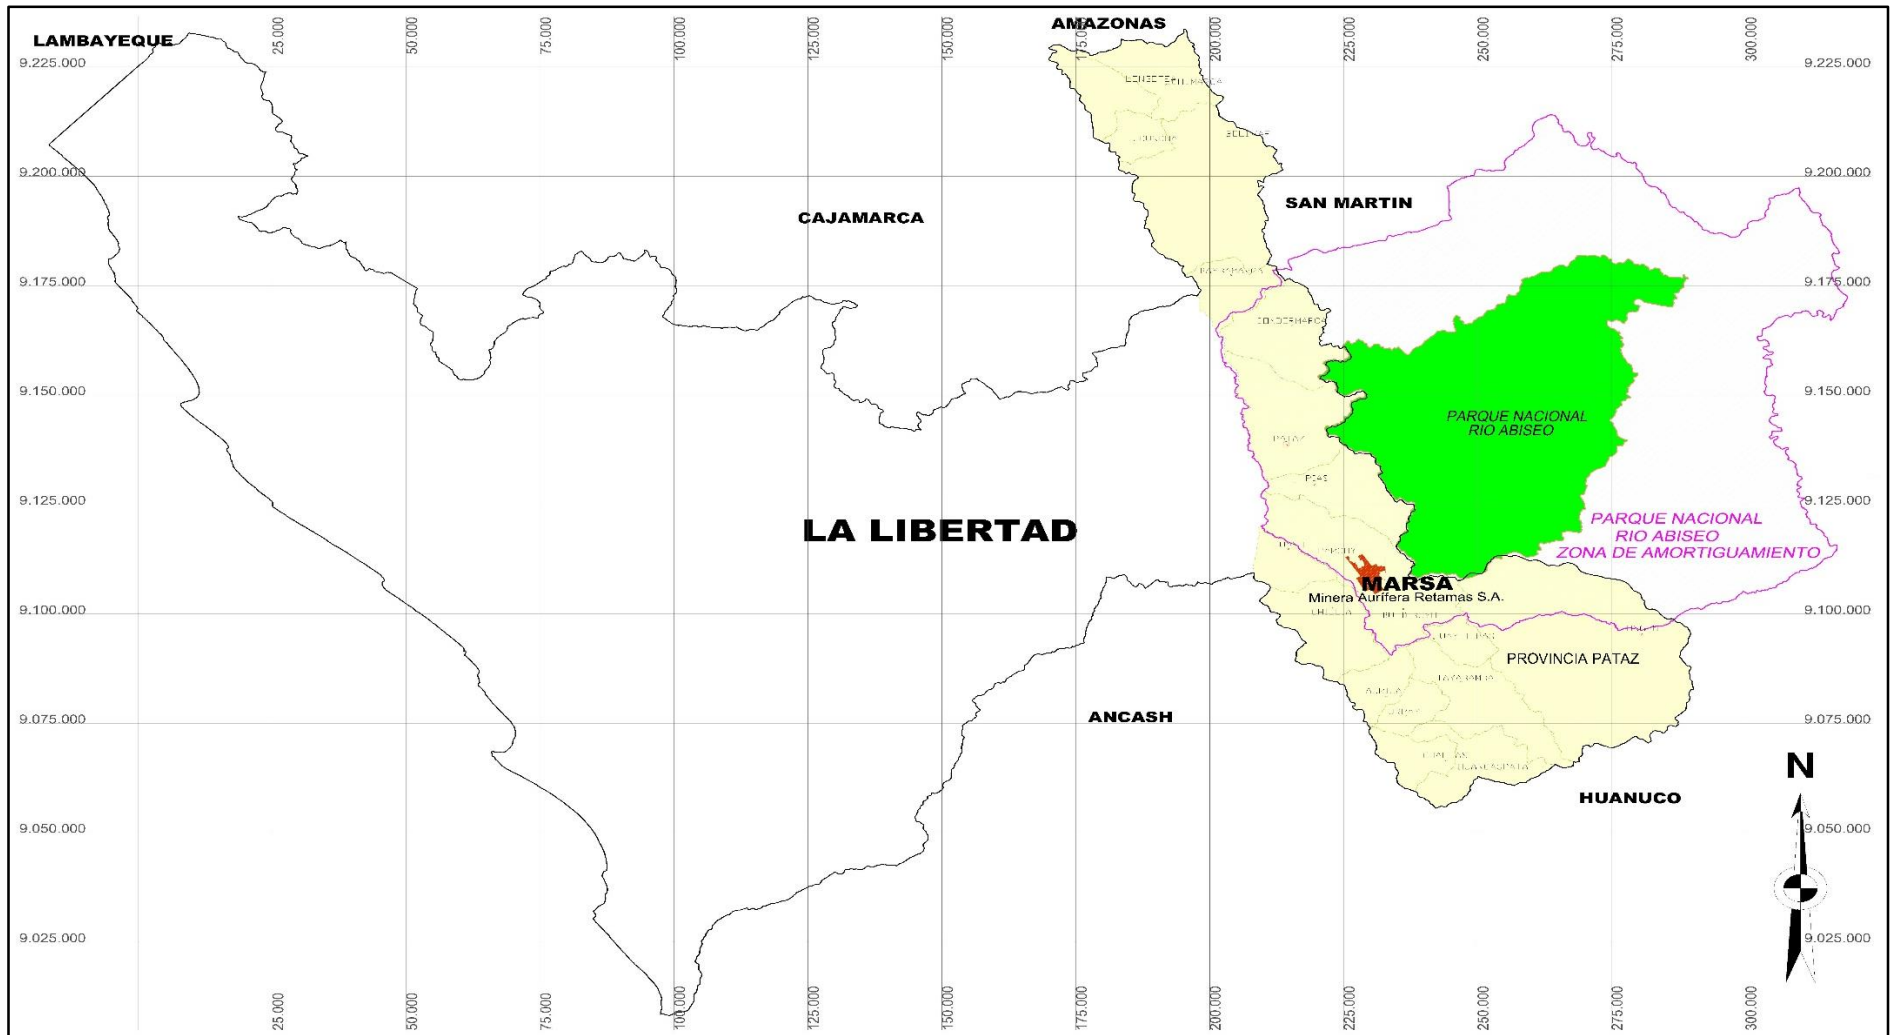 AMAZONAS
LAMBAYEQUE
25.000
50.000
75.000
100.000
125.000
150.000
175.000
200.000
225.000
250.000
275.000
300.000
9.225.000
9.225.000
BOLIVAR
9.200.000
9.200.000
SAN MARTIN
CAJAMARCA
9.175.000
9.175.000
CONDORMARCA
9.150.000
9.150.000
PARQUE NACIONAL
RIO ABISEO
PATAZ
PIAS
9.125.000
9.125.000
LA LIBERTAD
PARQUE NACIONAL
RIO ABISEO
ZONA DE AMORTIGUAMIENTO
MARSA
Minera Aurífera Retamas S.A.
9.100.000
9.100.000
PROVINCIA PATAZ
TAYABAMBA
ANCASH
9.075.000
9.075.000
N
HUANUCO
9.050.000
9.050.000
9.025.000
9.025.000
25.000
50.000
75.000
100.000
125.000
150.000
175.000
200.000
225.000
250.000
275.000
300.000